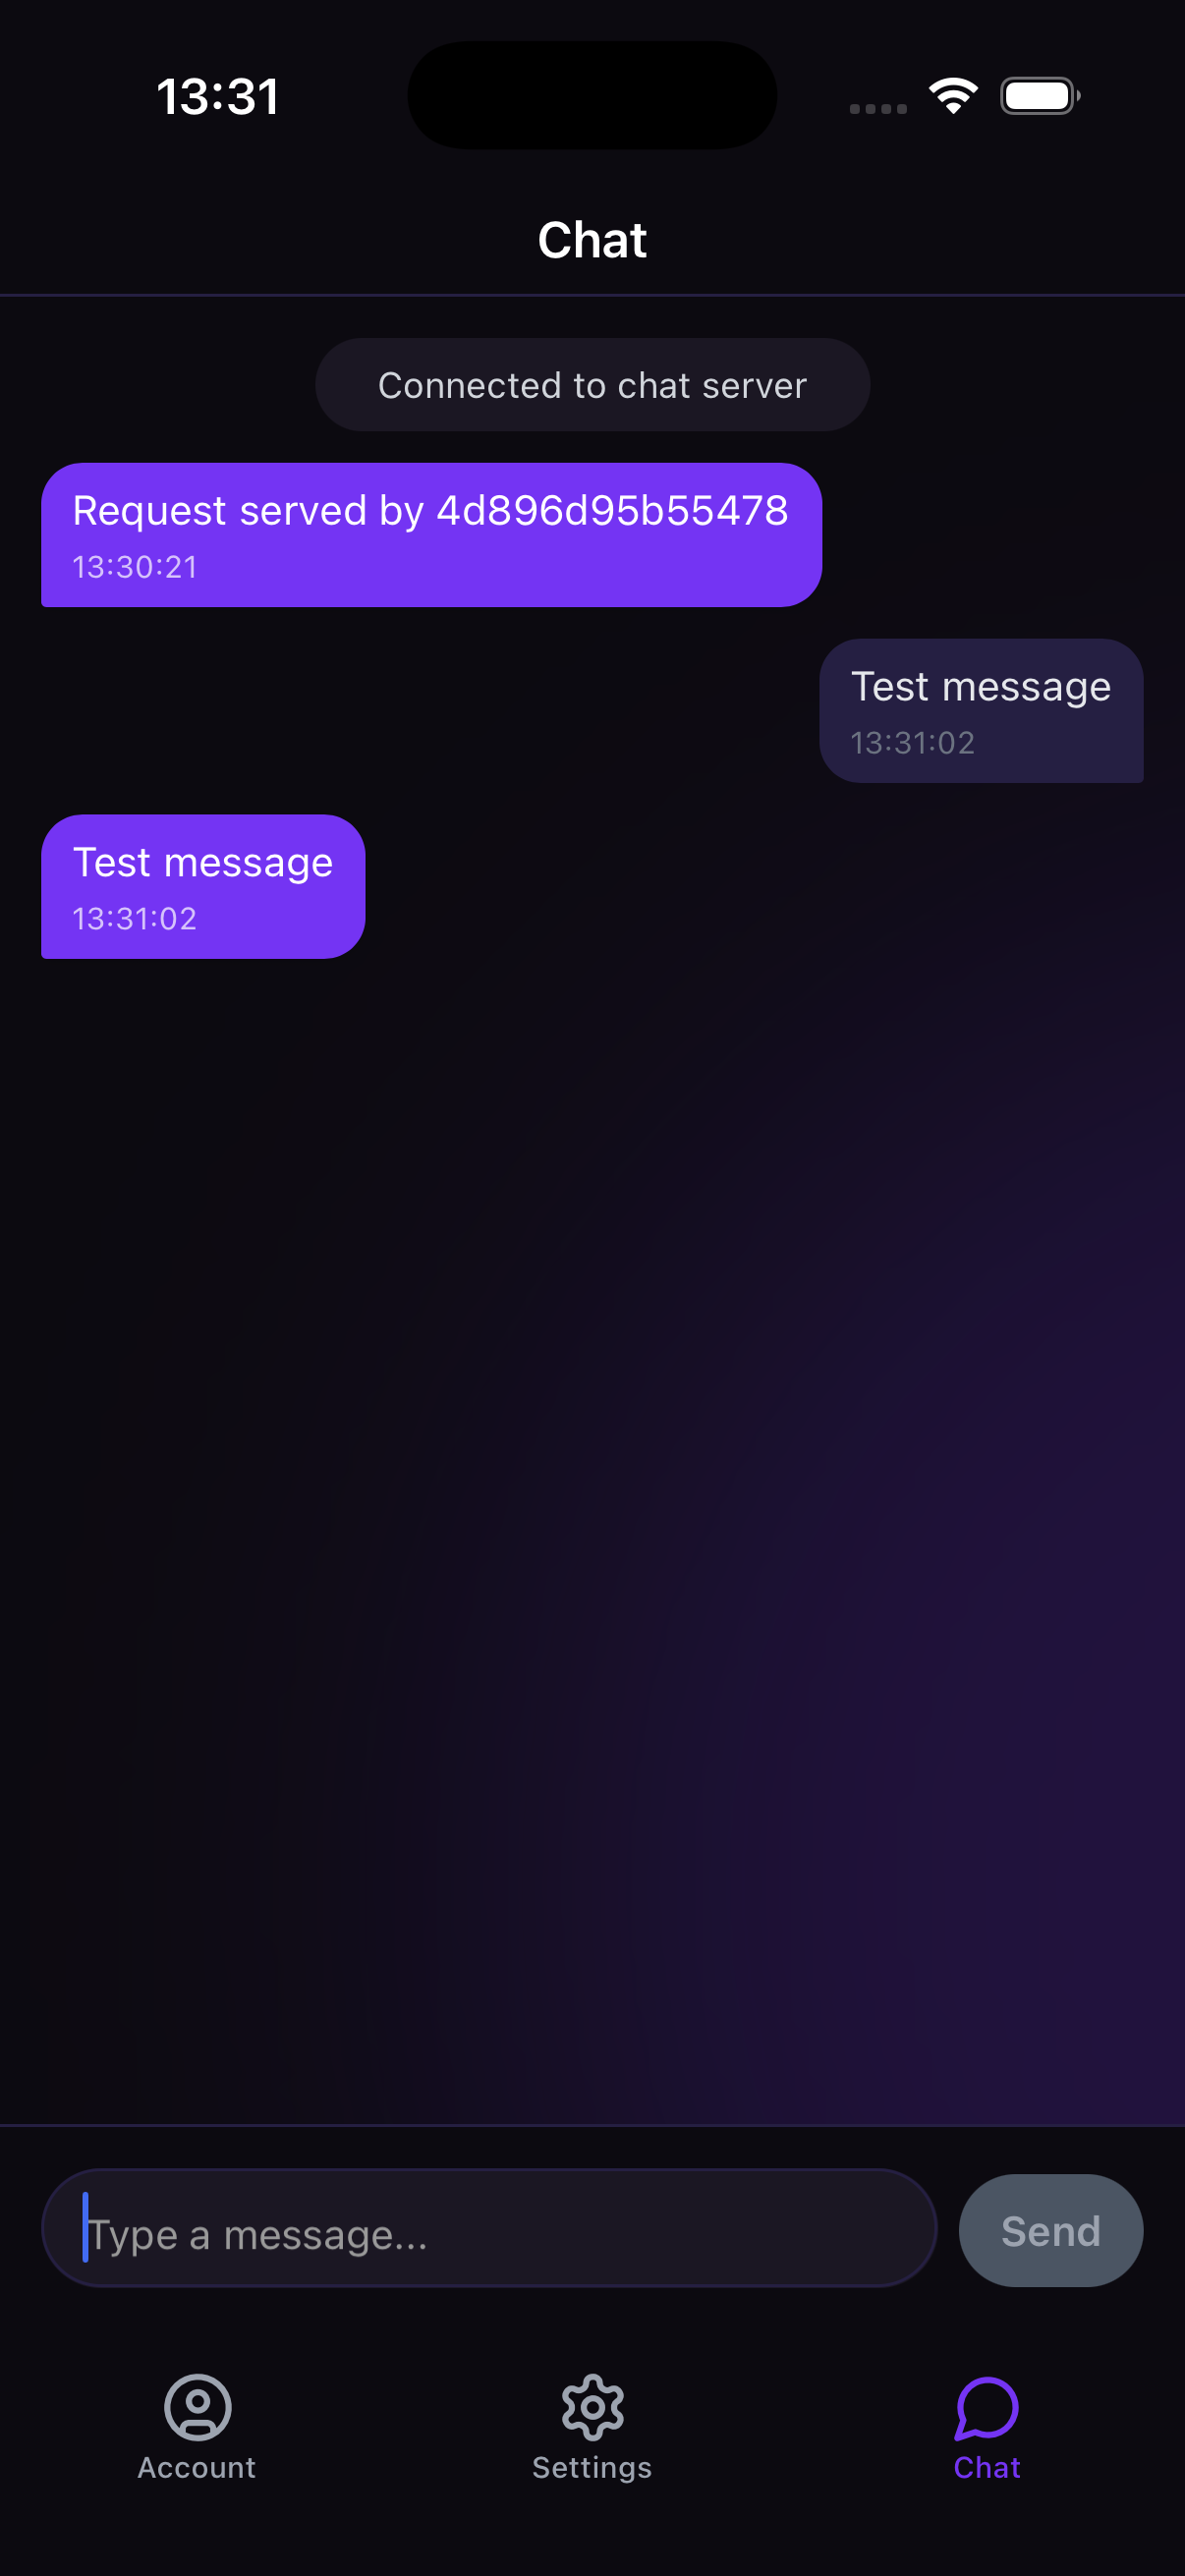 13:31
Chat
Connected to chat server
Request served by 4d896d95b55478
13:30:21
Test message
13:31:02
Test message
13:31:02
Type a message...
Send
Account
Settings
Chat